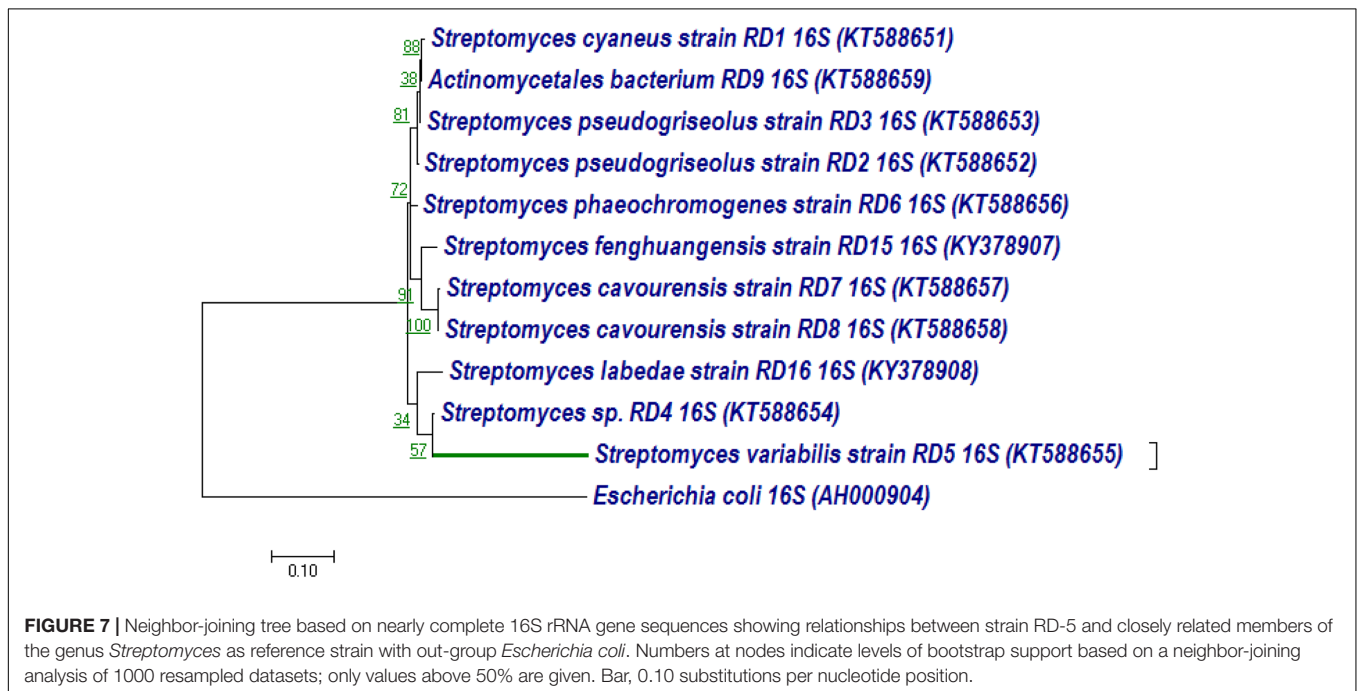 88
Streptomyces cyaneus strain RD1 16S (KT588651)
38
Actinomycetales bacterium RD9 16S (KT588659)
81
Streptomyces pseudogriseolus strain RD3 16S (KT588653)
Streptomyces pseudogriseolus strain RD2 16S (KT588652)
72
Streptomyces phaeochromogenes strain RD6 16S (KT588656)
Streptomyces fenghuangensis strain RD15 16S (KY378907)
91
Streptomyces cavourensis strain RD7 16S (KT588657)
100
Streptomyces cavourensis strain RD8 16S (KT588658)
Streptomyces labedae strain RD16 16S (KY378908)
34
Streptomyces sp. RD4 16S (KT588654)
57
Streptomyces variabilis strain RD5 16S (KT588655)
Escherichia coli 16S (AH000904)
0.10
FIGURE 7 | Neighbor-joining tree based on nearly complete 16S rRNA gene sequences showing relationships between strain RD-5 and closely related members of
the genus Streptomyces as reference strain with out-group Escherichia coli. Numbers at nodes indicate levels of bootstrap support based on a neighbor-joining
analysis of 1000 resampled datasets; only values above 50% are given. Bar, 0.10 substitutions per nucleotide position.